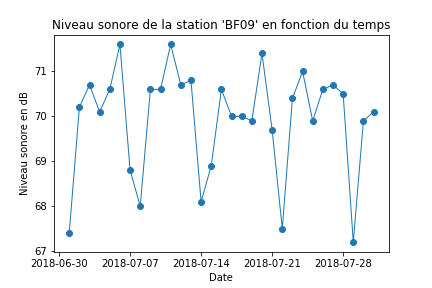 Niveau sonore de la station 'BF09' en fonction du temps
Niveau sonore en dB
71
70
69
68
67
2018-06-30 2018-07-07 2018-07-14 2018-07-21 2018-07-28
Date